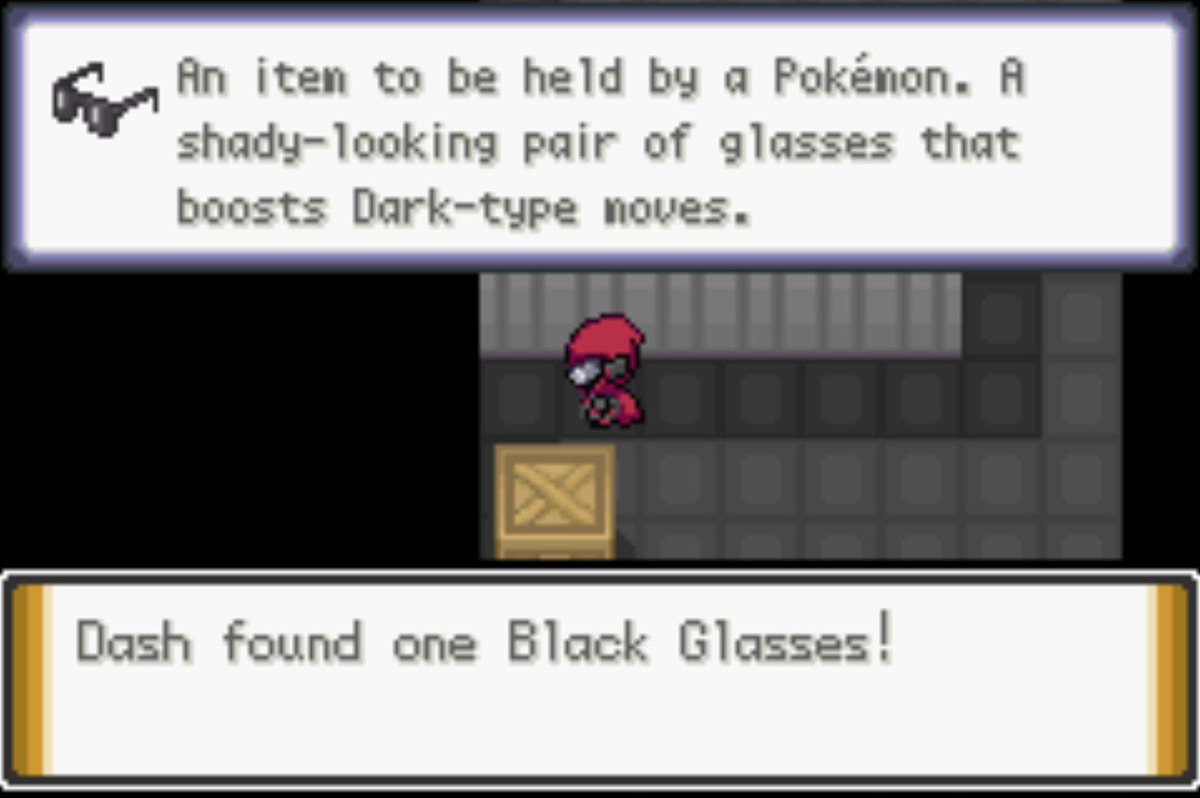 An item to be held by a Pokémon. A
shady-looking pair of glasses that
boosts Dark-type moves.
Dash found one Black Glasses!